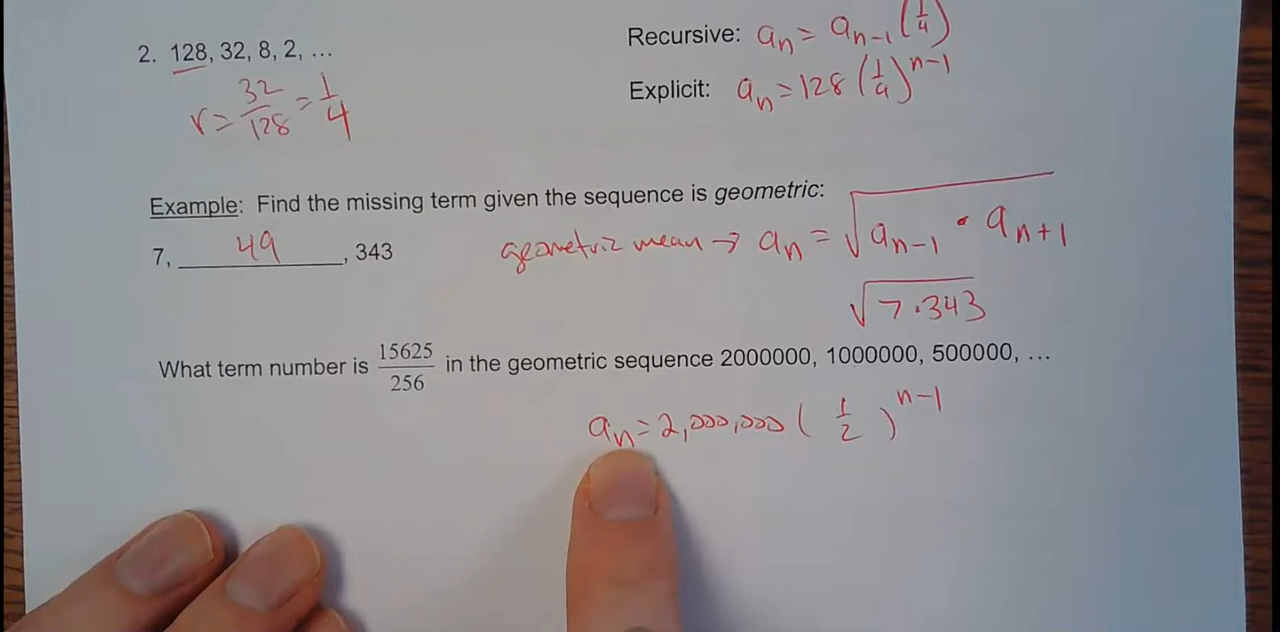 2. 128, 32, 8, 2, …
r = 32/128 = 1/4
Recursive: aₙ = aₙ₋₁ (1/4)
Explicit: aₙ = 128 (1/4)ⁿ⁻¹
Example: Find the missing term given the sequence is geometric:
7, 49, 343
geometric mean → aₙ = √(aₙ₋₁ · aₙ₊₁)
√(7.343)
What term number is 15625/256 in the geometric sequence 2000000, 1000000, 500000, …
aₙ = 2,000,000 (1/2)ⁿ⁻¹